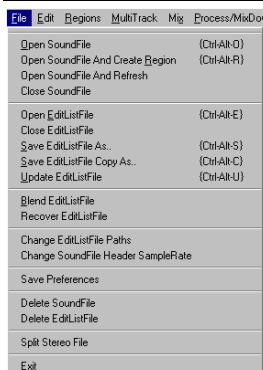 File Edit Regions MultiTrack Mix Process/MixDo
Open SoundFile {Ctrl-Alt-O}
Open SoundFile And Create Region {Ctrl-Alt-R}
Open SoundFile And Refresh
Close SoundFile
Open EditListFile {Ctrl-Alt-E}
Close EditListFile
Save EditListFile As.. {Ctrl-Alt-S}
Save EditListFile Copy As.. {Ctrl-Alt-C}
Update EditListFile {Ctrl-Alt-U}
Blend EditListFile
Recover EditListFile
Change EditListFile Paths
Change SoundFile Header SampleRate
Save Preferences
Delete SoundFile
Delete EditListFile
Split Stereo File
Exit